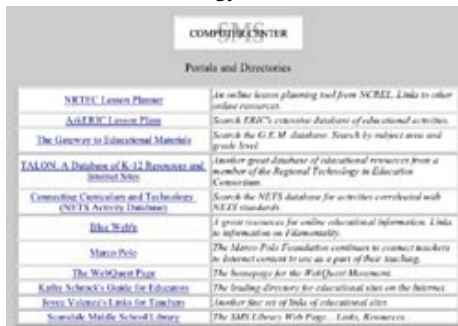 SMS
COMPUTER CENTER
Portals and Directories
NRTEC Lesson Planner
An online lesson planning tool from NCREL. Links to other
online resources.
AskERIC Lesson Plans
Search ERIC's extensive database of educational activities.
The Gateway to Educational Materials
Search the G.E.M. database. Search by subject area and
grade level.
TALON: A Database of K-12 Resources and
Internet Sites
Another great database of educational resources from a
member of the Regional Technology in Education
Consortium.
Connecting Curriculum and Technology
(NETS Activity Database)
Search the NETS database for activities correlated with
NETS standards.
Blue Web'n
A great resources for online educational information. Links
to information on Filamentality.
Marco Polo
The Marco Polo Foundation continues to connect teachers
to Internet content to use as a part of their teaching.
The WebQuest Page
The homepage for the WebQuest Movement.
Kathy Schrock's Guide for Educators
The leading directory for educational sites on the Internet.
Joyce Valenza's Links for Teachers
Another fine set of links of educational sites.
Scarsdale Middle School Library
The SMS Library Web Page... Links, Resources...